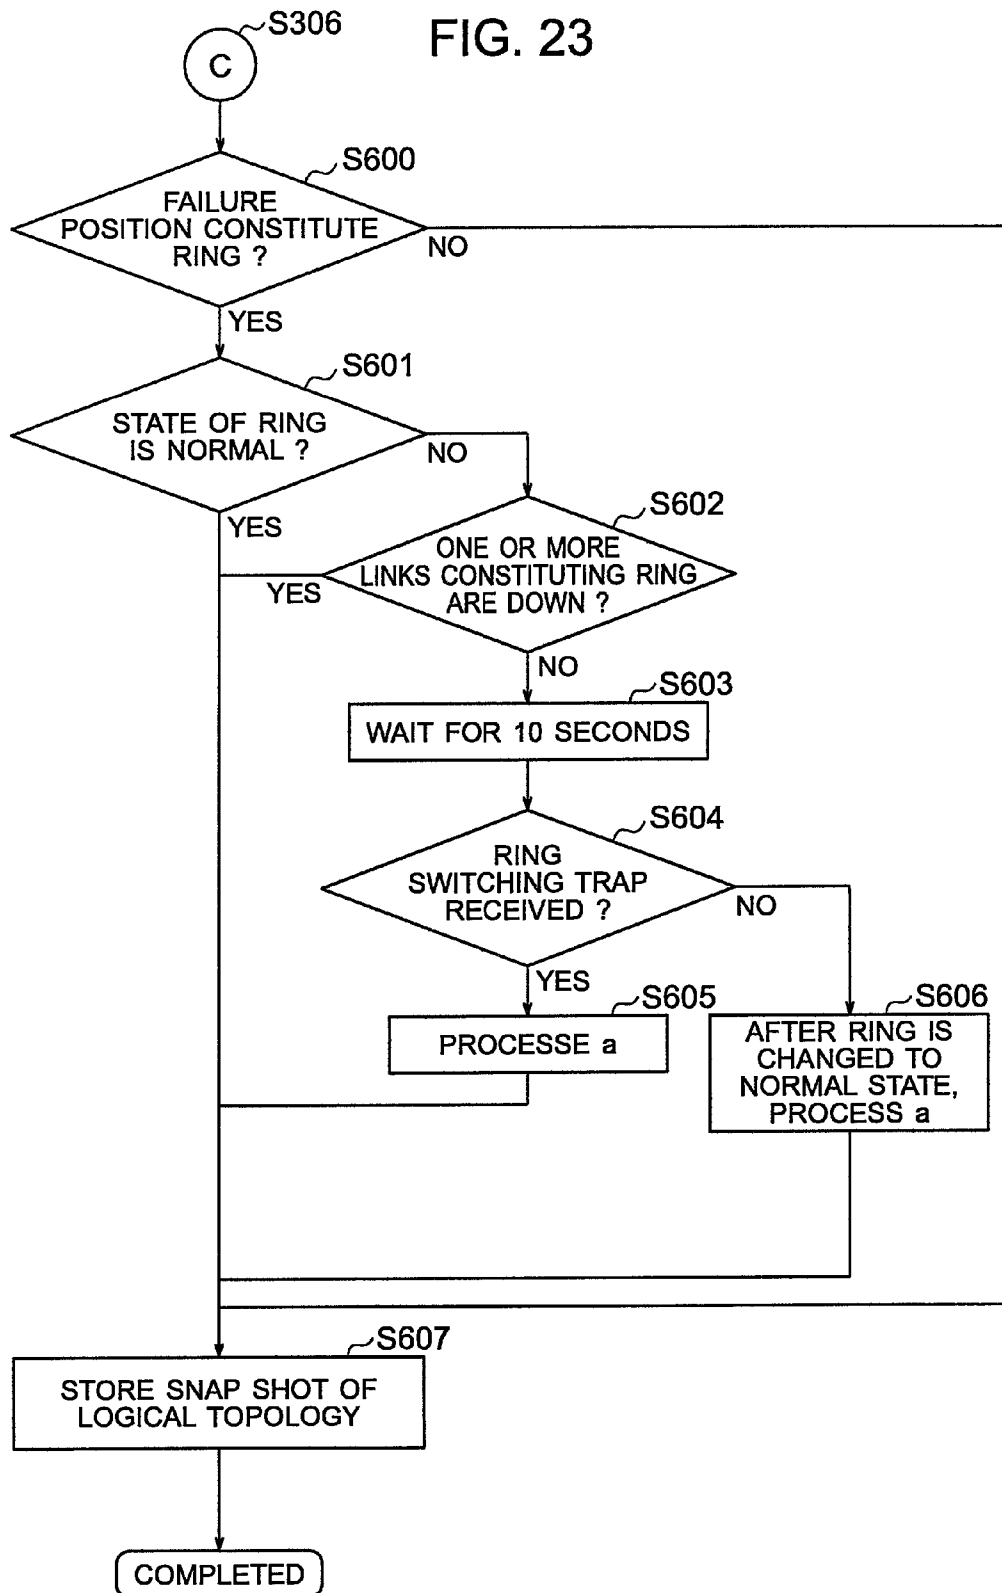 S306
FIG. 23
C
S600
FAILURE
POSITION CONSTITUTE
RING ?
NO
YES
S601
STATE OF RING
IS NORMAL ?
NO
YES
S602
ONE OR MORE
LINKS CONSTITUTING RING
ARE DOWN ?
YES
NO
S603
WAIT FOR 10 SECONDS
S604
RING
SWITCHING TRAP
RECEIVED ?
NO
YES
S605
PROCESSE a
S606
AFTER RING IS
CHANGED TO
NORMAL STATE,
PROCESS a
S607
STORE SNAP SHOT OF
LOGICAL TOPOLOGY
COMPLETED